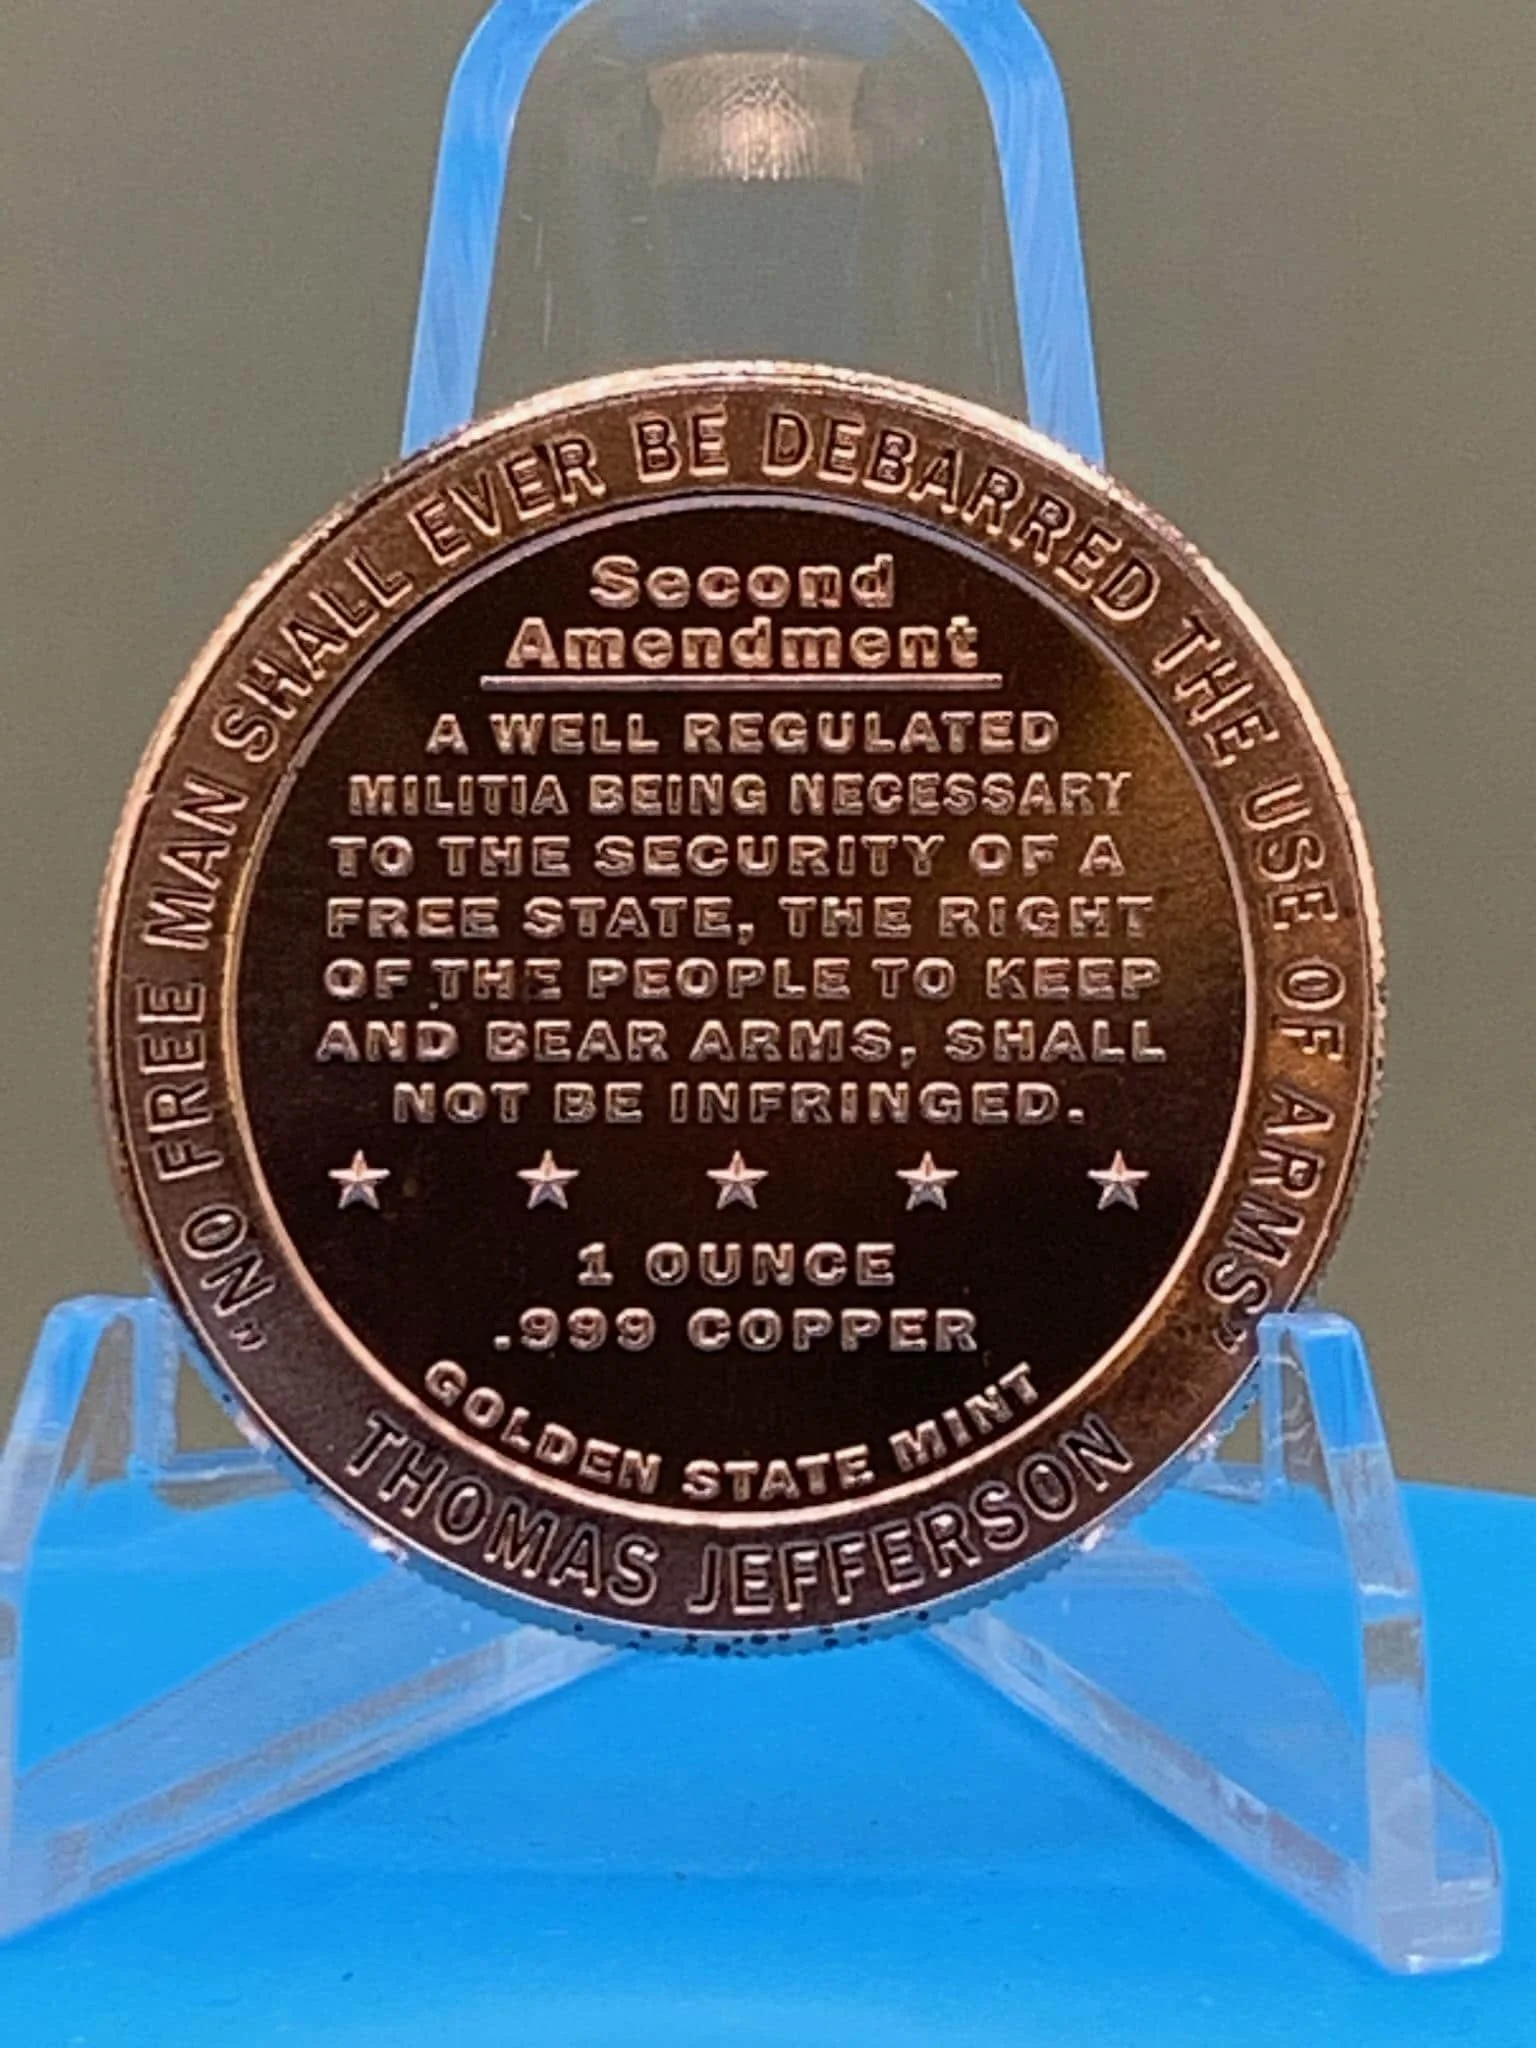 "NO FREE MAN SHALL EVER BE DEBARRED THE USE OF ARMS"
Second
Amendment
A WELL REGULATED
MILITIA BEING NECESSARY
TO THE SECURITY OF A
FREE STATE, THE RIGHT
OF THE PEOPLE TO KEEP
AND BEAR ARMS, SHALL
NOT BE INFRINGED.
1 OUNCE
.999 COPPER
GOLDEN STATE MINT
THOMAS JEFFERSON